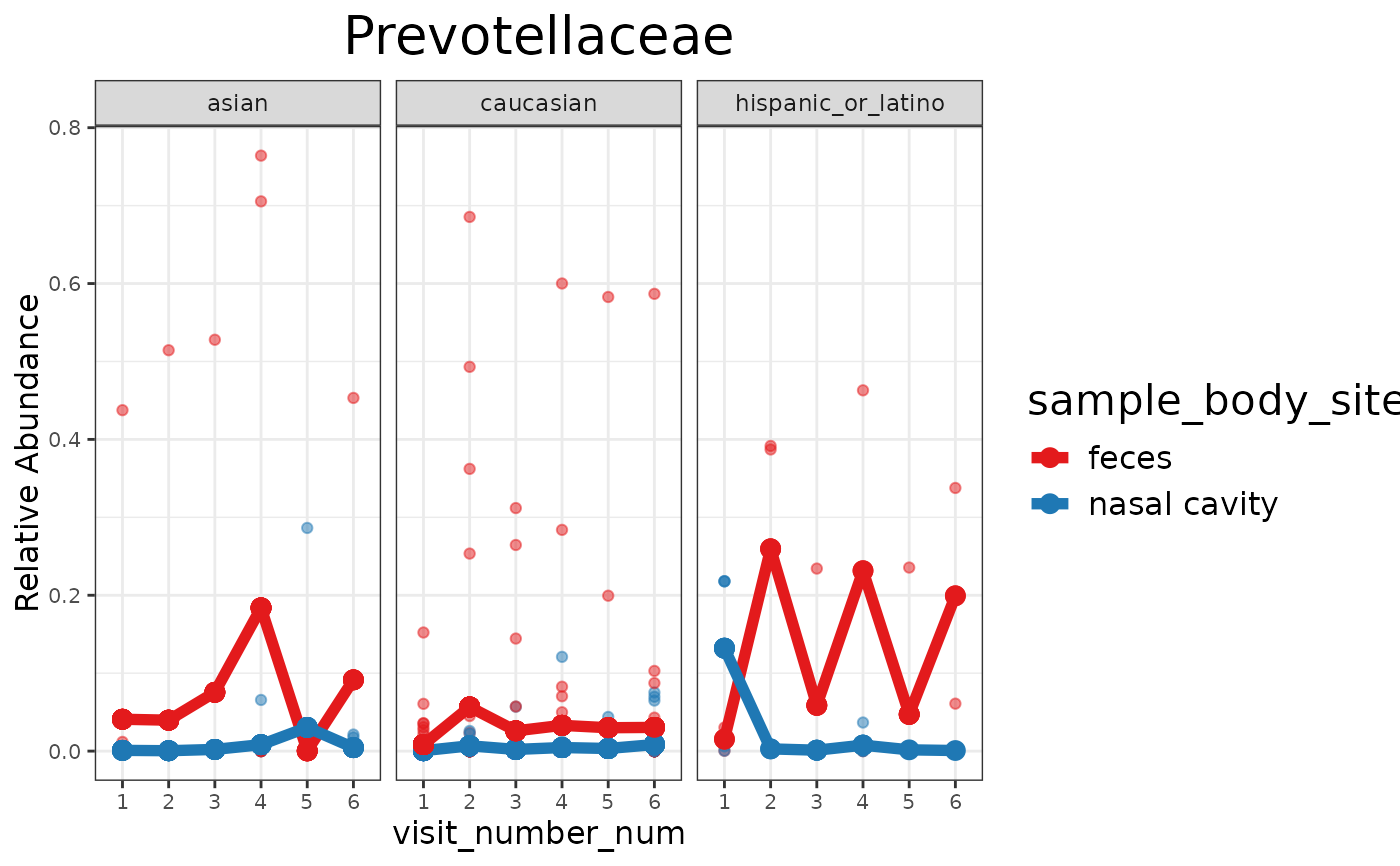 Prevotellaceae
asian caucasian hispanic_or_latino
0.8
0.6
0.4
0.2
0.0
Relative Abundance
1 2 3 4 5 6 1 2 3 4 5 6 1 2 3 4 5 6
visit_number_num
sample_body_site
feces
nasal cavity